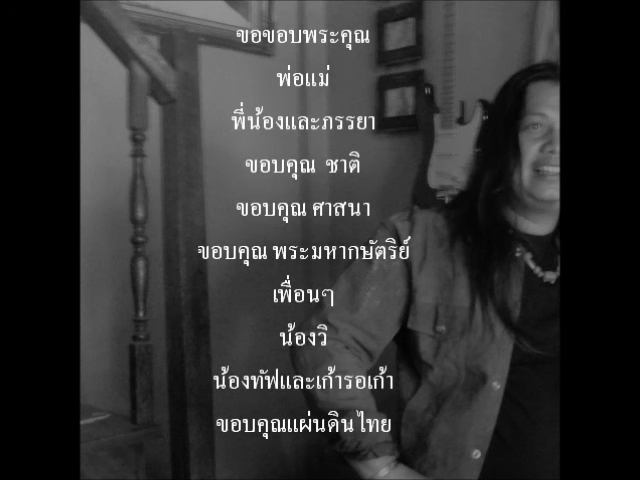 ขอขอบพระคุณ
พ่อแม่
พี่น้องและภรรยา
ขอบคุณ ชาติ
ขอบคุณ ศาสนา
ขอบคุณ พระมหากษัตริย์
เพื่อนๆ
น้องวิ
น้องทัฟและเก้ารอเก้า
ขอบคุณแผ่นดินไทย